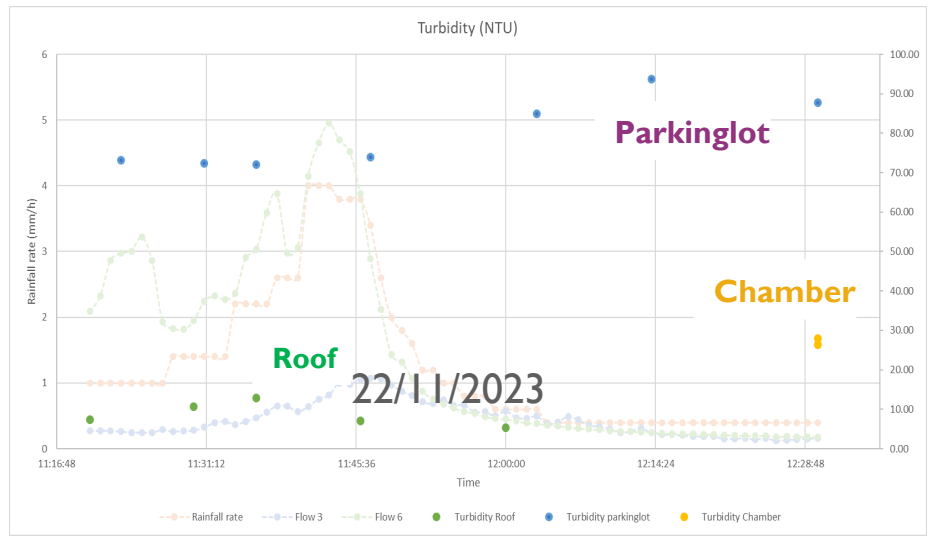 Turbidity (NTU)
6
5
4
3
2
1
0
Rainfall rate (mm/h)
100.00
90.00
80.00
70.00
60.00
50.00
40.00
30.00
20.00
10.00
0.00
Parkinglot
Chamber
Roof
22/11/2023
11:16:48 11:31:12 11:45:36 12:00:00 12:14:24 12:28:48
Time
Rainfall rate Flow 3 Flow 6 Turbidity Roof Turbidity parkinglot Turbidity Chamber